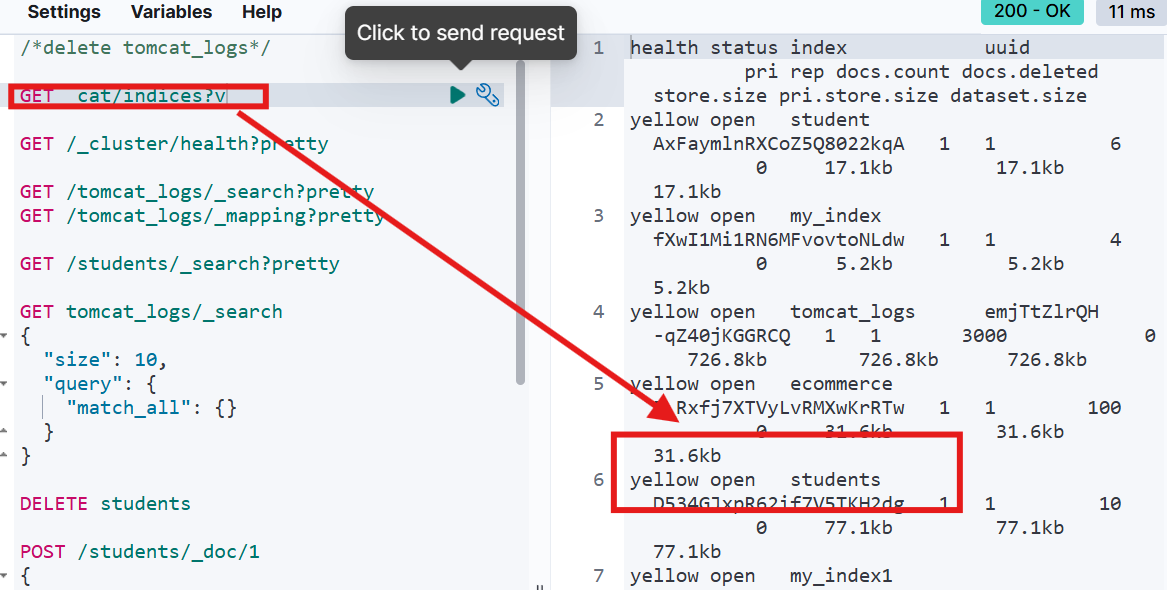 Settings Variables Help
Click to send request
200 - OK
11 ms
/*delete tomcat_logs*/
GET _cat/indices?v
GET /_cluster/health?pretty
GET /tomcat_logs/_search?pretty
GET /tomcat_logs/_mapping?pretty
GET /students/_search?pretty
GET tomcat_logs/_search
{
"size": 10,
"query": {
"match_all": {}
}
}
DELETE students
POST /students/_doc/1
{
1 health status index uuid
pri rep docs.count docs.deleted
store.size pri.store.size dataset.size
2 yellow open student
AxFaymlnRXCoZ5Q8022kqA 1 1 6
0 17.1kb 17.1kb
17.1kb
3 yellow open my_index
fXwI1Mi1RN6MFvovtoNLdw 1 1 4
0 5.2kb 5.2kb
5.2kb
4 yellow open tomcat_logs emjTtZlrQH
-qZ40jKGGRCQ 1 1 3000 0
726.8kb 726.8kb 726.8kb
5 yellow open ecommerce
1 1 100
0 31.6kb 31.6kb
31.6kb
6 yellow open students
D534GJxpR62if7V5TKH2dg 1 1 10
0 77.1kb 77.1kb
77.1kb
7 yellow open my_index1